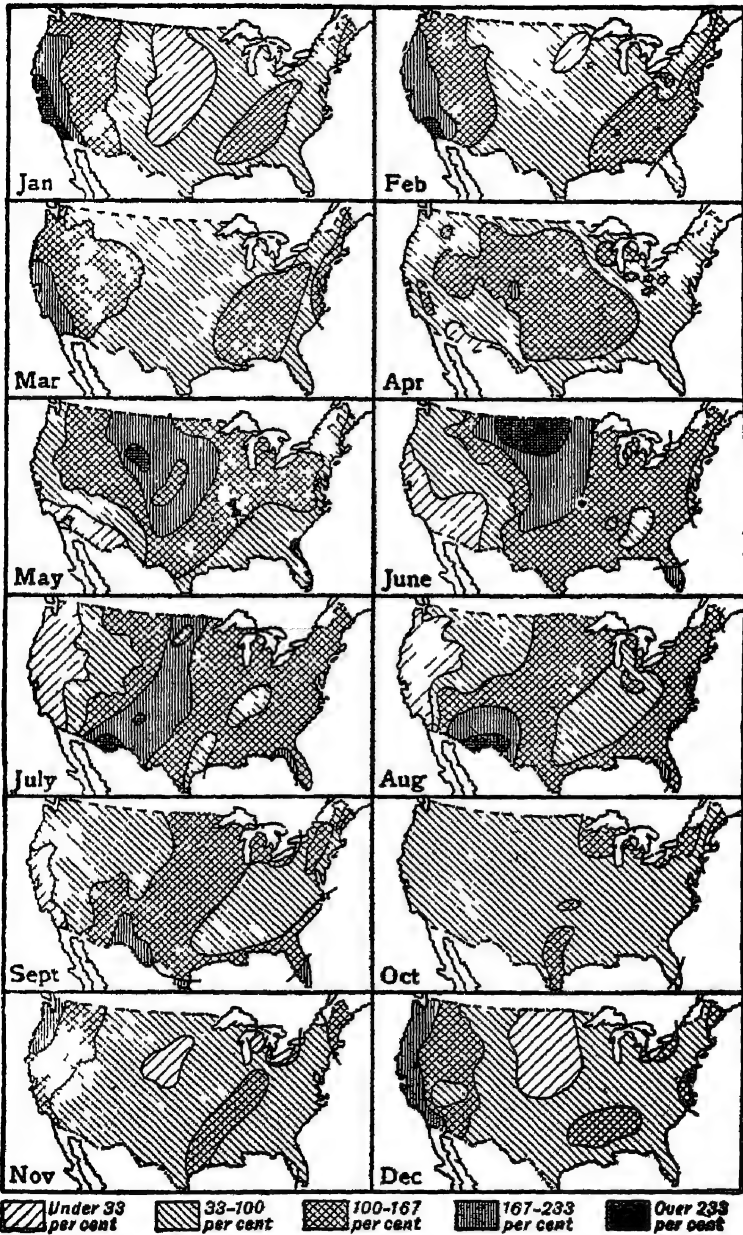 Jan
Feb
Mar
Apr
May
June
July
Aug
Sept
Oct
Nov
Dec
Under 33 per cent
33-100 per cent
100-167 per cent
167-233 per cent
Over 233 per cent